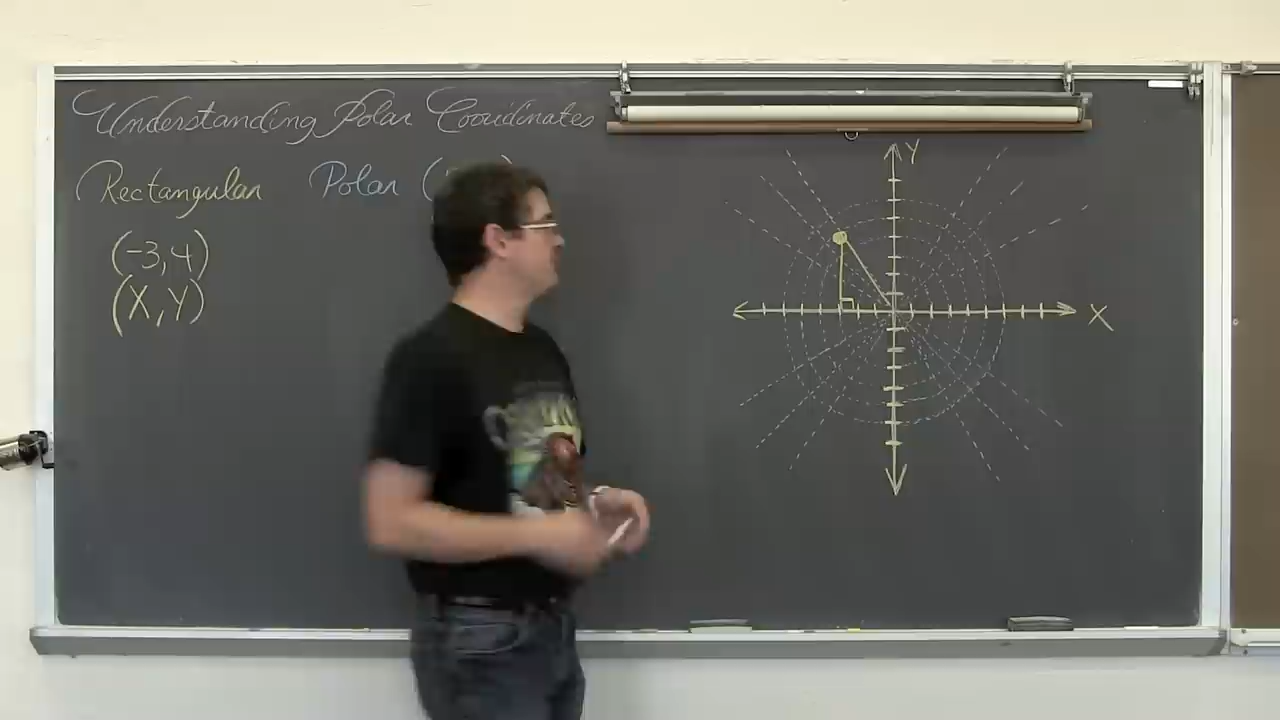 Understanding Polar Coordinates
Rectangular Polar (
(-3,4)
(X,Y)
Y
X